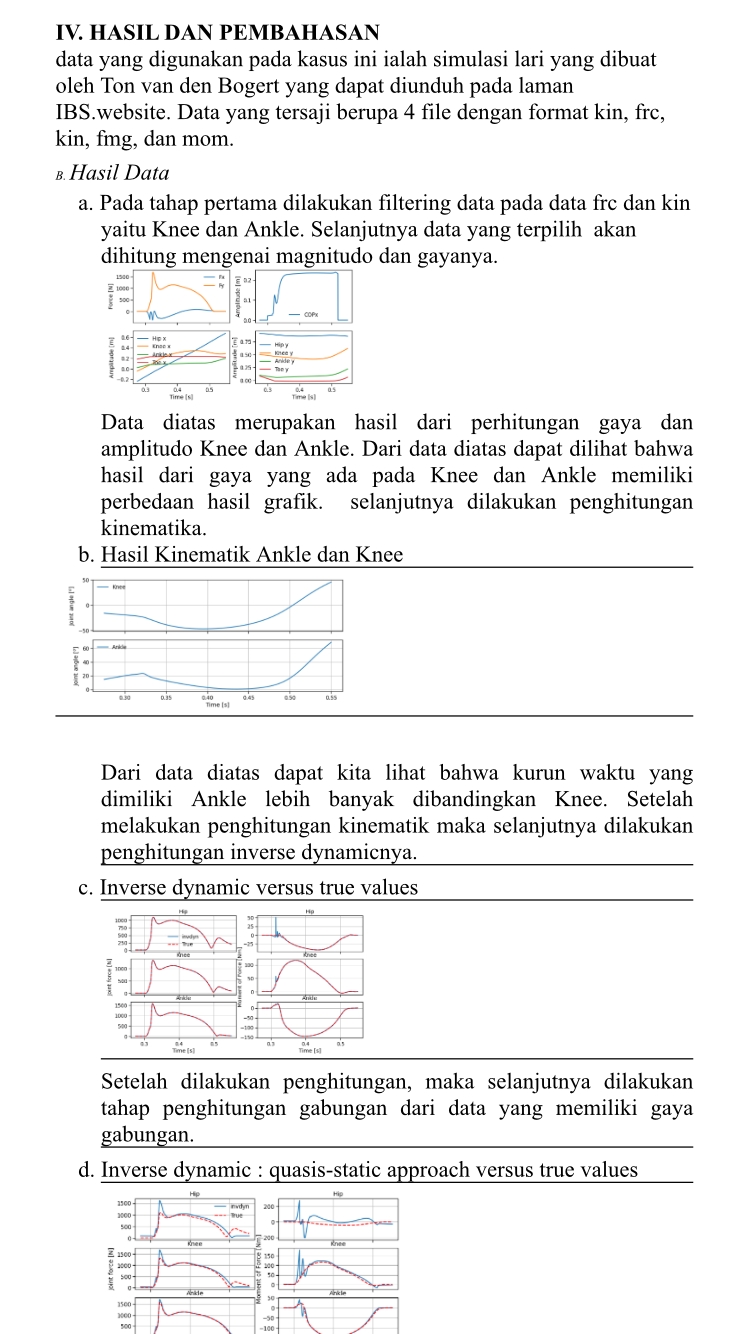 IV. HASIL DAN PEMBAHASAN
data yang digunakan pada kasus ini ialah simulasi lari yang dibuat
oleh Ton van den Bogert yang dapat diunduh pada laman
IBS.website. Data yang tersaji berupa 4 file dengan format kin, frc,
kin, fmg, dan mom.
B. Hasil Data
a. Pada tahap pertama dilakukan filtering data pada data frc dan kin
yaitu Knee dan Ankle. Selanjutnya data yang terpilih akan
dihitung mengenai magnitudo dan gayanya.
Force [N]
1500
1000
500
0
Fx
Fy
Amplitude [m]
0.2
0.1
0.0
COPx
Amplitude [m]
0.6
0.4
0.2
0.0
−0.2
Hip x
Knee x
Ankle x
Toe x
0.3 0.4 0.5
Time [s]
Amplitude [m]
0.75
0.50
0.25
0.00
Hip y
Knee y
Ankle y
Toe y
0.3 0.4 0.5
Time [s]
Data diatas merupakan hasil dari perhitungan gaya dan
amplitudo Knee dan Ankle. Dari data diatas dapat dilihat bahwa
hasil dari gaya yang ada pada Knee dan Ankle memiliki
perbedaan hasil grafik. selanjutnya dilakukan penghitungan
kinematika.
b. Hasil Kinematik Ankle dan Knee
Joint angle [°]
50
0
−50
Knee
Joint angle [°]
60
40
20
0
Ankle
0.30 0.35 0.40 0.45 0.50 0.55
Time [s]
Dari data diatas dapat kita lihat bahwa kurun waktu yang
dimiliki Ankle lebih banyak dibandingkan Knee. Setelah
melakukan penghitungan kinematik maka selanjutnya dilakukan
penghitungan inverse dynamicnya.
c. Inverse dynamic versus true values
Hip
1000
750
500
250
0
invdyn
True
Hip
50
25
0
−25
Knee
Joint force [N]
1000
500
0
Knee
Moment of Force [Nm]
100
50
0
Ankle
1500
1000
500
0
0.3 0.4 0.5
Time [s]
Ankle
0
−50
−100
−150
0.3 0.4 0.5
Time [s]
Setelah dilakukan penghitungan, maka selanjutnya dilakukan
tahap penghitungan gabungan dari data yang memiliki gaya
gabungan.
d. Inverse dynamic : quasis-static approach versus true values
Hip
1500
1000
500
0
invdyn
True
Hip
200
0
200
Knee
Joint force [N]
1500
1000
500
0
Knee
Moment of Force [Nm]
150
100
50
0
Ankle
1500
1000
500
Ankle
50
0
−50
−100